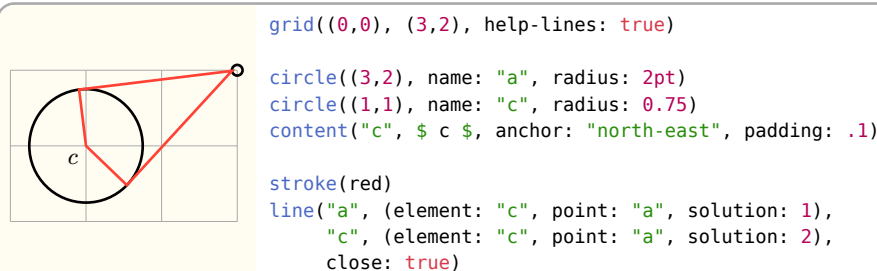 grid((0,0), (3,2), help-lines: true)
circle((3,2), name: "a", radius: 2pt)
circle((1,1), name: "c", radius: 0.75)
content("c", $ c $, anchor: "north-east", padding: .1)
stroke(red)
line("a", (element: "c", point: "a", solution: 1),
"c", (element: "c", point: "a", solution: 2),
close: true)
c